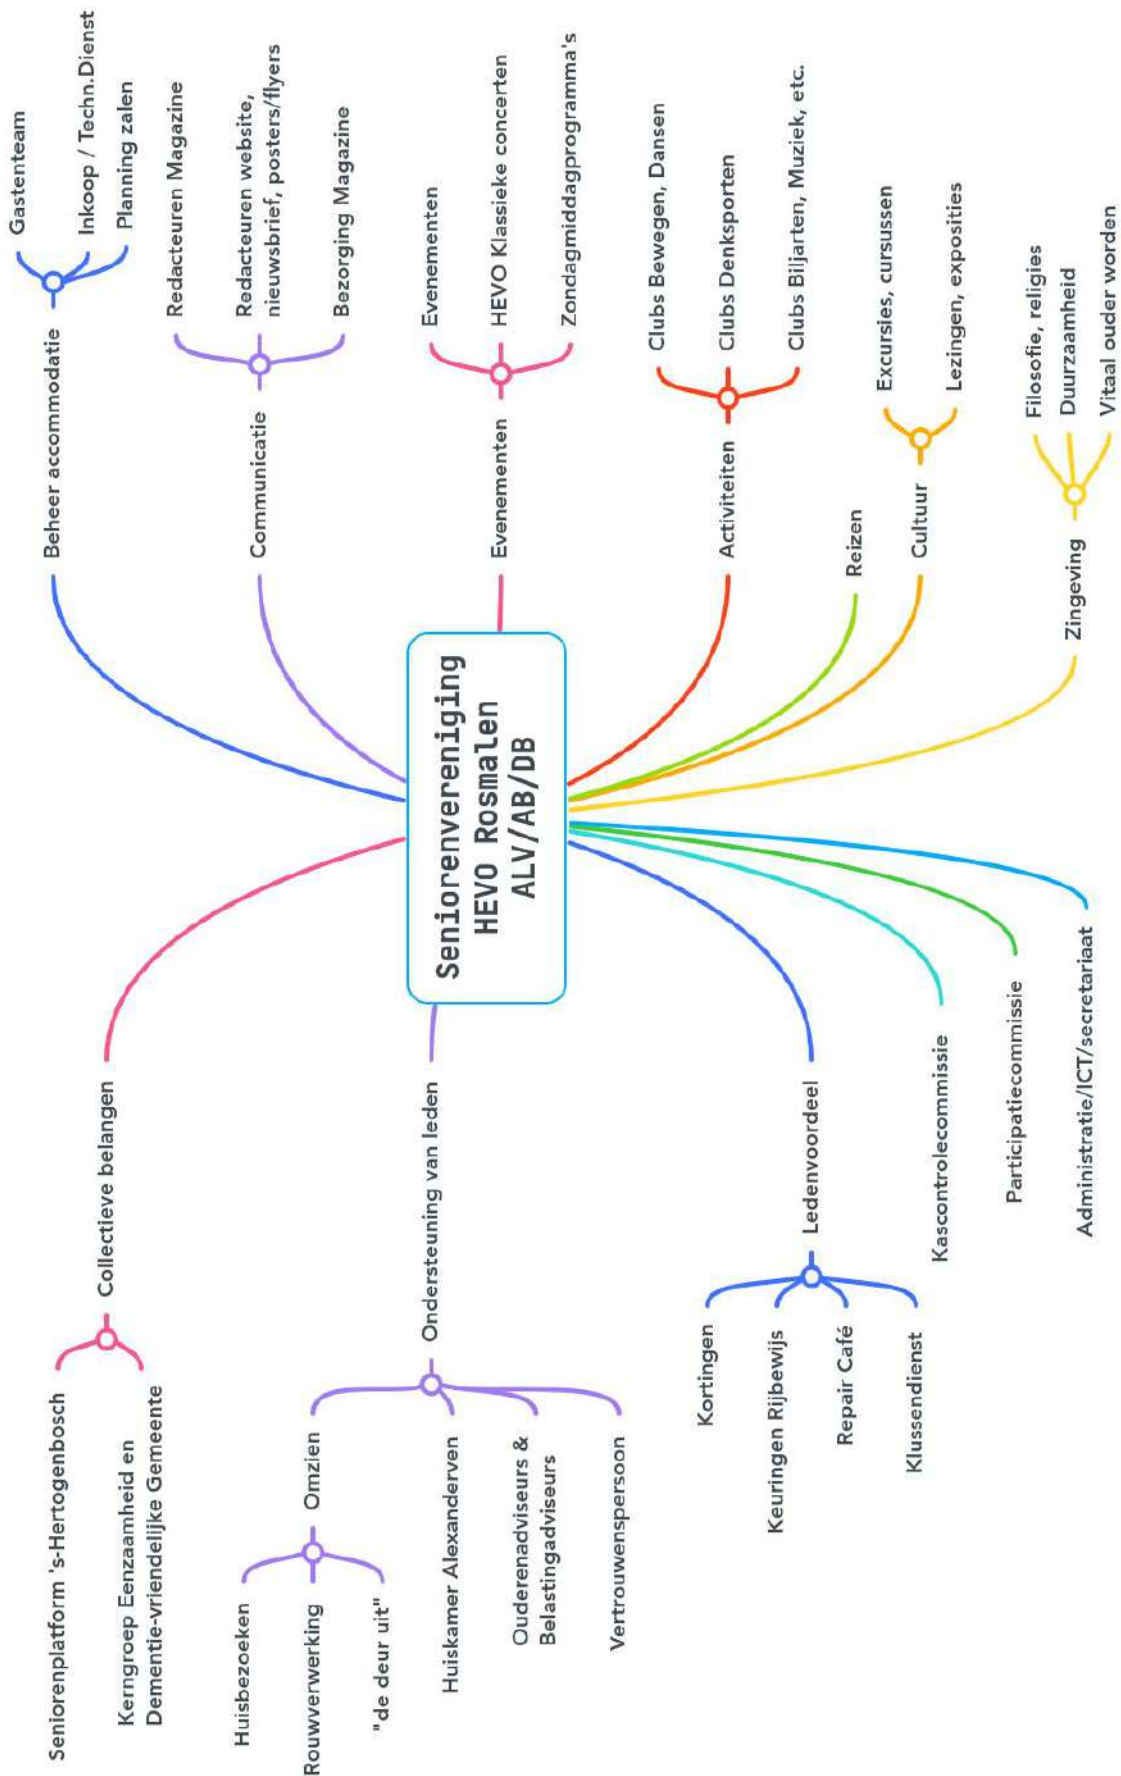 Seniorenvereniging
HEVO Rosmalen
ALV/AB/DB
Collectieve belangen
Seniorenplatform 's-Hertogenbosch
Kerngroep Eenzaamheid en
Dementie-vriendelijke Gemeente
Ondersteuning van leden
Omzien
Huisbezoeken
Rouwverwerking
"de deur uit"
Huiskamer Alexanderven
Ouderenadviseurs &
Belastingadviseurs
Vertrouwenspersoon
Ledenvoordeel
Kortingen
Keuringen Rijbewijs
Repair Café
Klussendienst
Kascontrolecommissie
Participatiecommissie
Administratie/ICT/secretariaat
Beheer accommodatie
Gastenteam
Inkoop / Techn.Dienst
Planning zalen
Communicatie
Redacteuren Magazine
Redacteuren website,
nieuwsbrief, posters/flyers
Bezorging Magazine
Evenementen
Evenementen
HEVO Klassieke concerten
Zondagmiddagprogramma's
Activiteiten
Clubs Bewegen, Dansen
Clubs Denksporten
Clubs Biljarten, Muziek, etc.
Reizen
Cultuur
Excursies, cursussen
Lezingen, exposities
Zingeving
Filosofie, religies
Duurzaamheid
Vitaal ouder worden